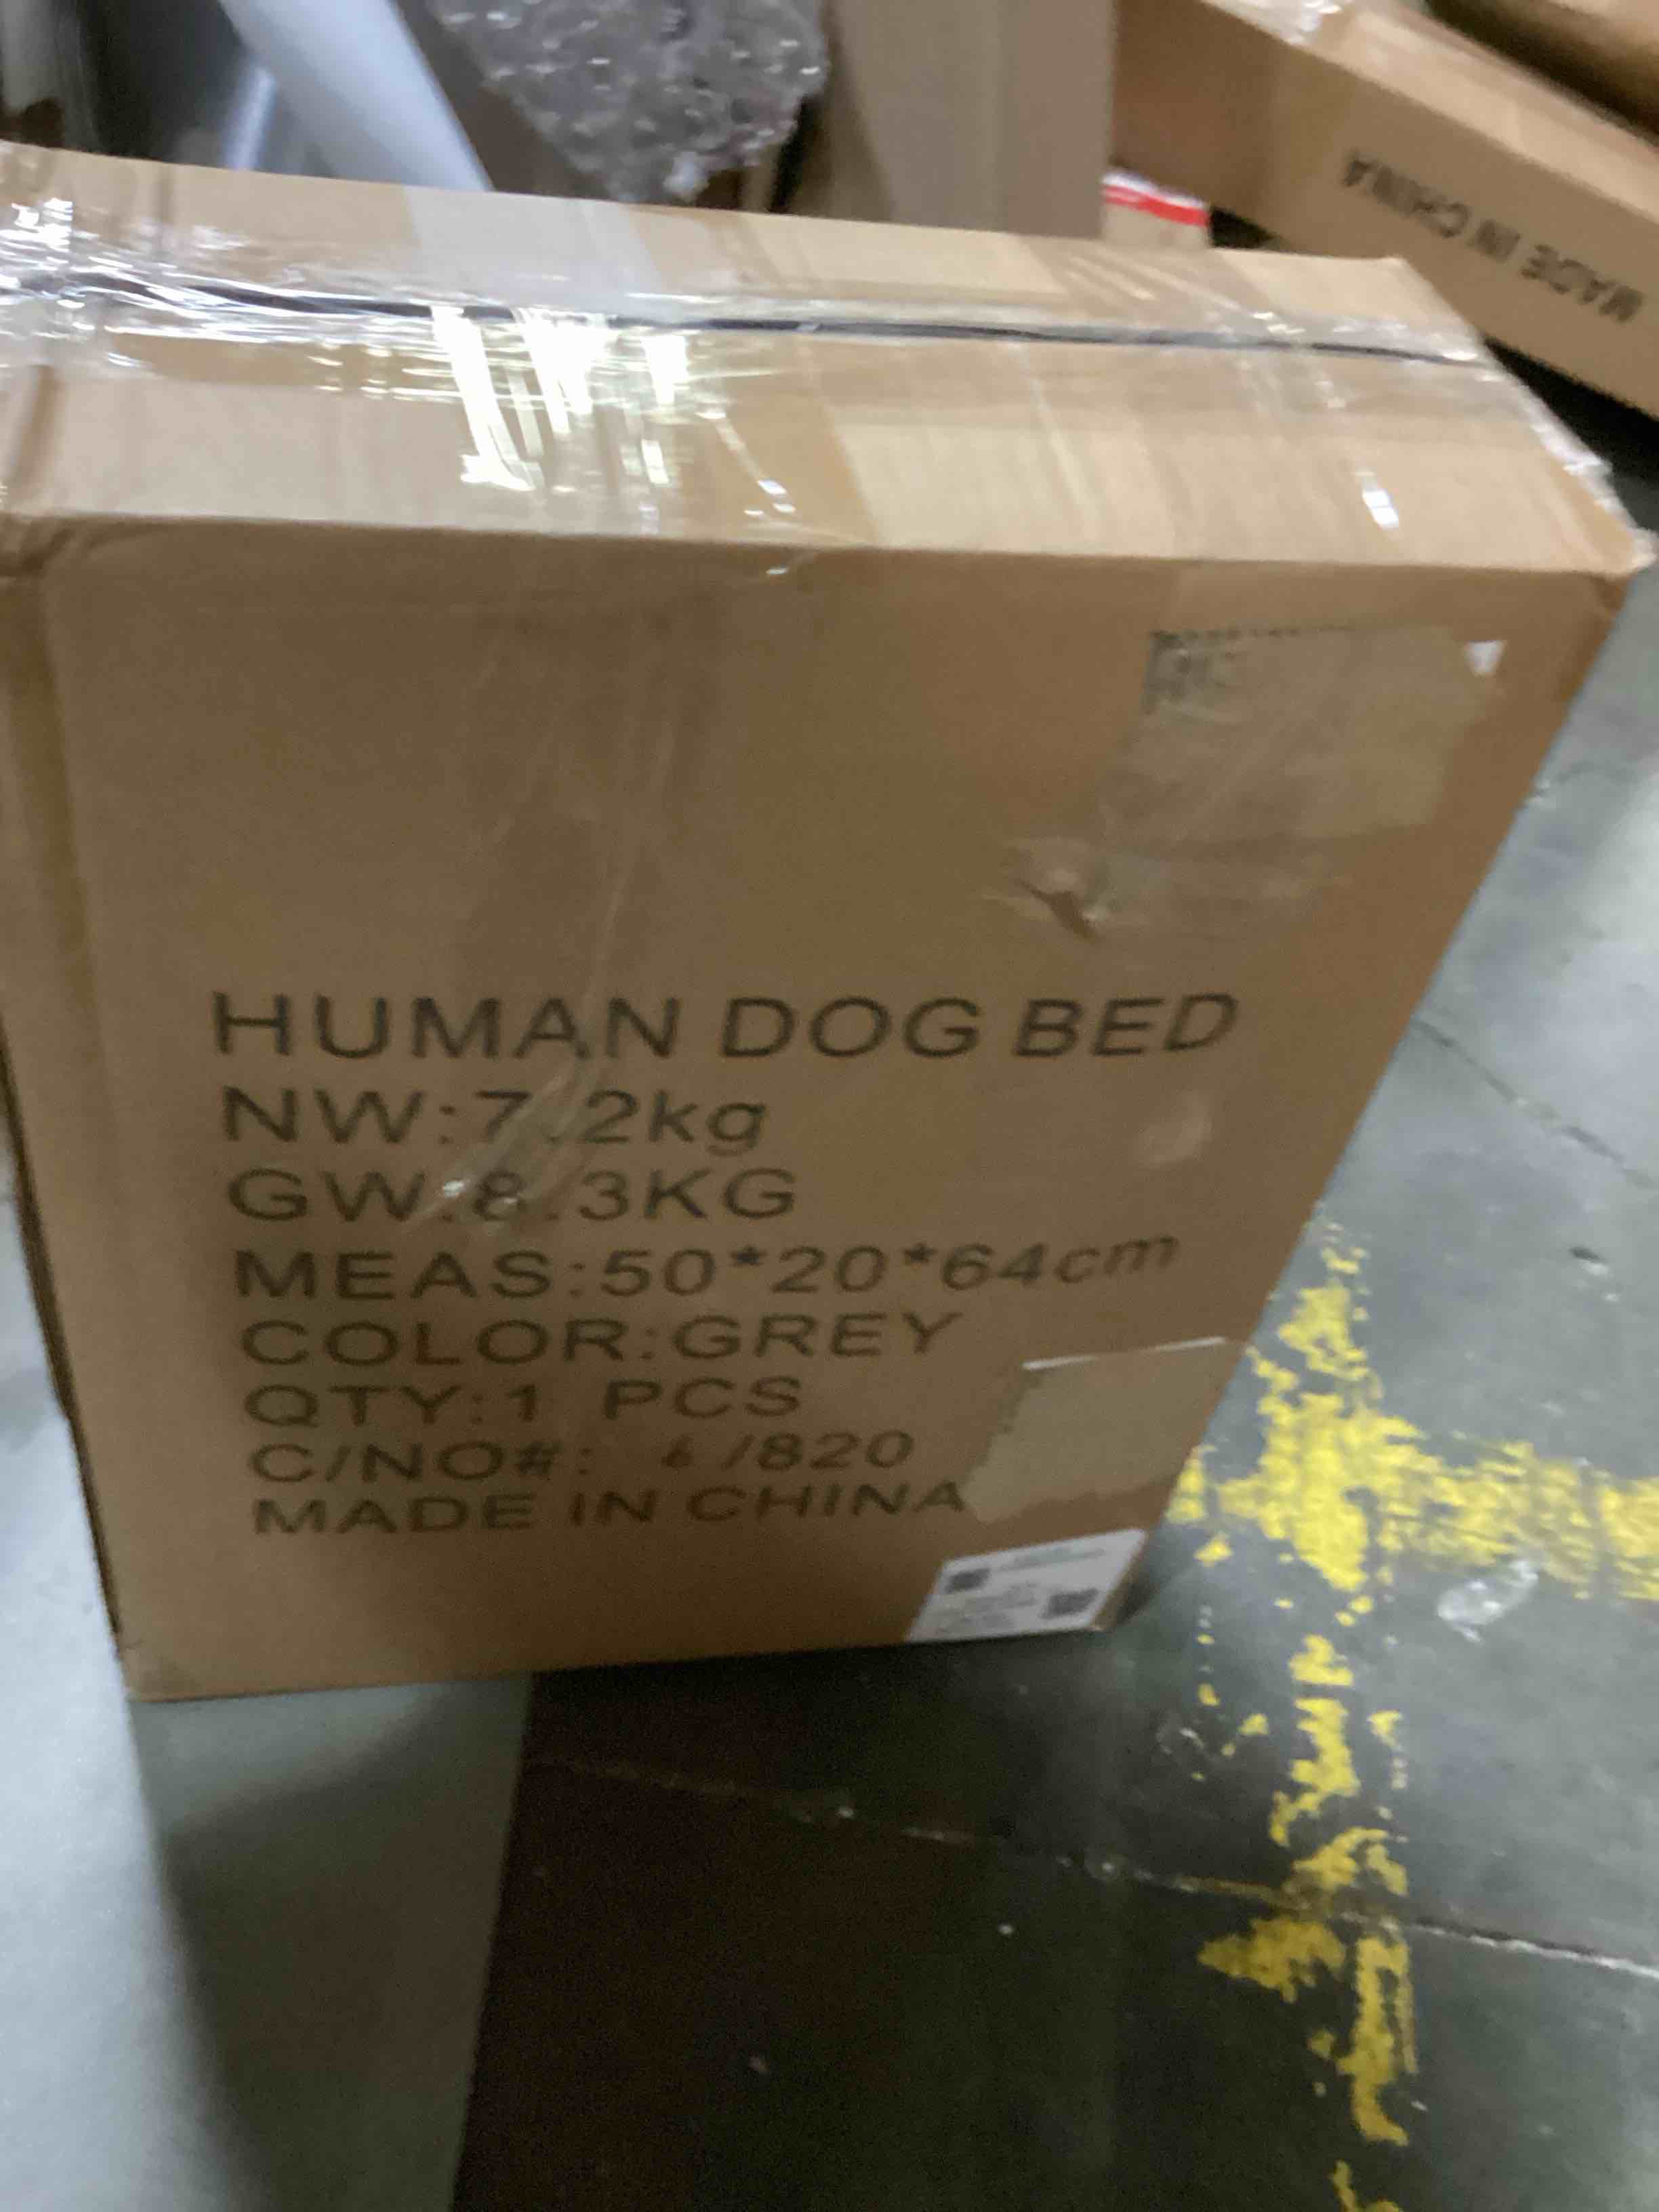 MADE IN CHINA
HUMAN DOG BED
NW:7.2kg
GW:8.3KG
MEAS:50*20*64cm
COLOR:GREY
QTY:1 PCS
C/NO#: /820
MADE IN CHINA